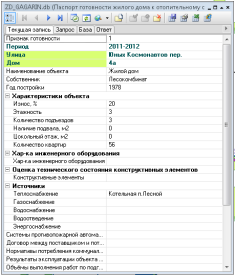 2D_GAGARIN.db (Паспорт готовности жилого дома к отопительному с
Текущая запись Запрос База Ответ
Признак готовности 1
Период 2011-2012
Улица Юных Космонавтов пер.
Дом 4а
Наименование объекта Жилой дом
Собственник Лесокомбинат
Год постройки 1978
Характеристики объекта
Износ, % 20
Этажность 3
Количество подъездов 3
Наличие подвала, м2 0
Цокольный этаж, м2 0
Количество квартир 56
Хар-ка инженерного оборудования
Хар-ка инженерного оборудования
Оценка технического состояния конструктивных элементов
Конструктивные элементы
Источники
Теплоснабжение Котельная п.Лесной
Газоснабжение
Водоснабжение
Водоотведение
Энергоснабжение
Системы противопожарной автома...
Договор между поставщиком и пот...
Нормативы потребления коммунал...
Результаты эксплуатации объекта ...
Объёмы выполнения работ по подг...